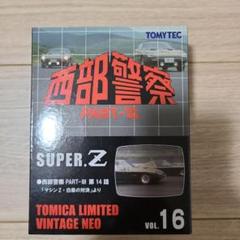 TOMYTEC
西部警察
PART-III
SUPER.Z
●西部警察 PART-III 第14話
「マシンZ・白昼の対決」より
TOMICA LIMITED
VINTAGE NEO
VOL. 16